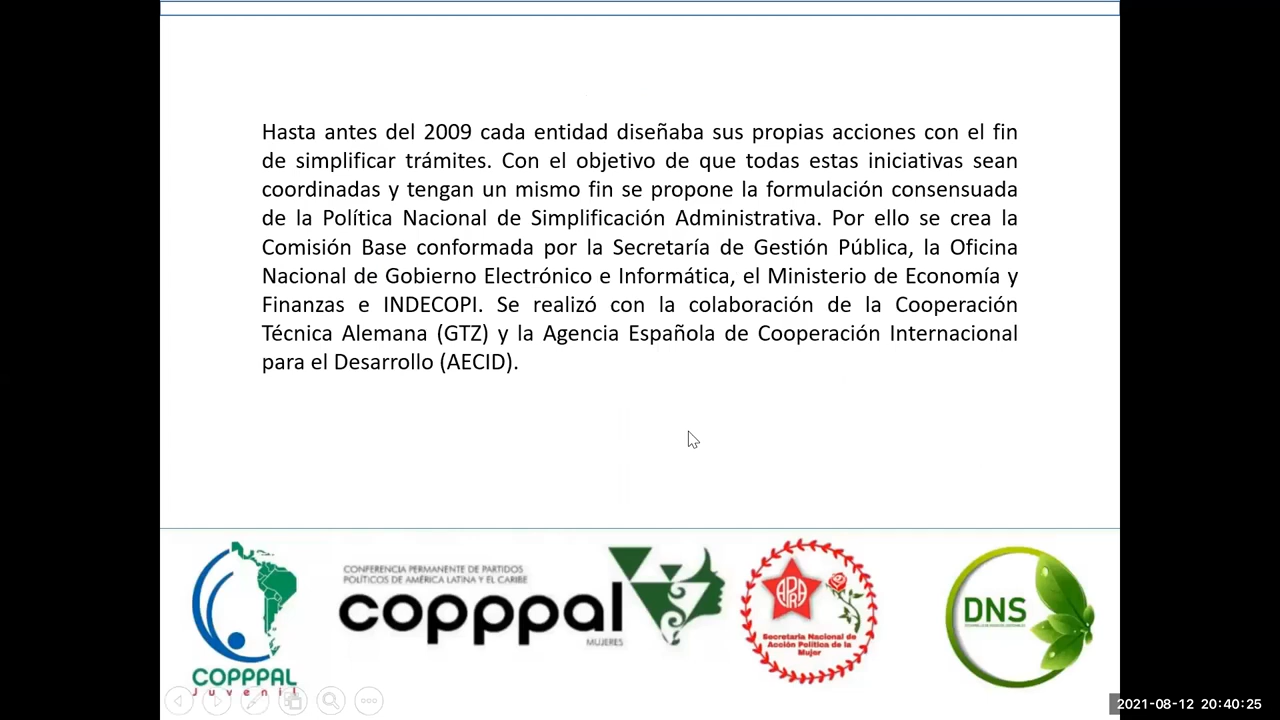 Hasta antes del 2009 cada entidad diseñaba sus propias acciones con el fin
de simplificar trámites. Con el objetivo de que todas estas iniciativas sean
coordinadas y tengan un mismo fin se propone la formulación consensuada
de la Política Nacional de Simplificación Administrativa. Por ello se crea la
Comisión Base conformada por la Secretaría de Gestión Pública, la Oficina
Nacional de Gobierno Electrónico e Informática, el Ministerio de Economía y
Finanzas e INDECOPI. Se realizó con la colaboración de la Cooperación
Técnica Alemana (GTZ) y la Agencia Española de Cooperación Internacional
para el Desarrollo (AECID).
COPPPAL
Juvenil
CONFERENCIA PERMANENTE DE PARTIDOS
POLÍTICOS DE AMÉRICA LATINA Y EL CARIBE
copppal
MUJERES
APRA
Secretaria Nacional de
Acción Política de la
Mujer
DNS
2021-08-12 20:40:25